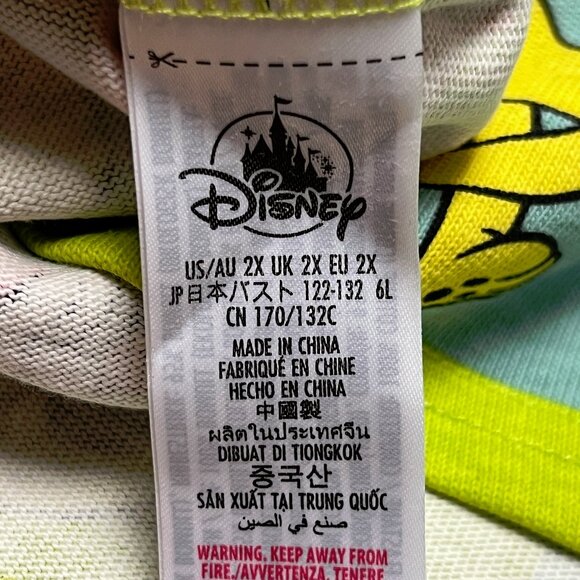 Disney
US/AU 2X UK 2X EU 2X
JP日本バスト 122-132 6L
CN 170/132C
MADE IN CHINA
FABRIQUÉ EN CHINE
HECHO EN CHINA
中國製
ผลิตในประเทศจีน
DIBUAT DI TIONGKOK
중국산
SẢN XUẤT TẠI TRUNG QUỐC
صنع في الصين
WARNING. KEEP AWAY FROM
FIRE./AVVERTENZA. TENERE